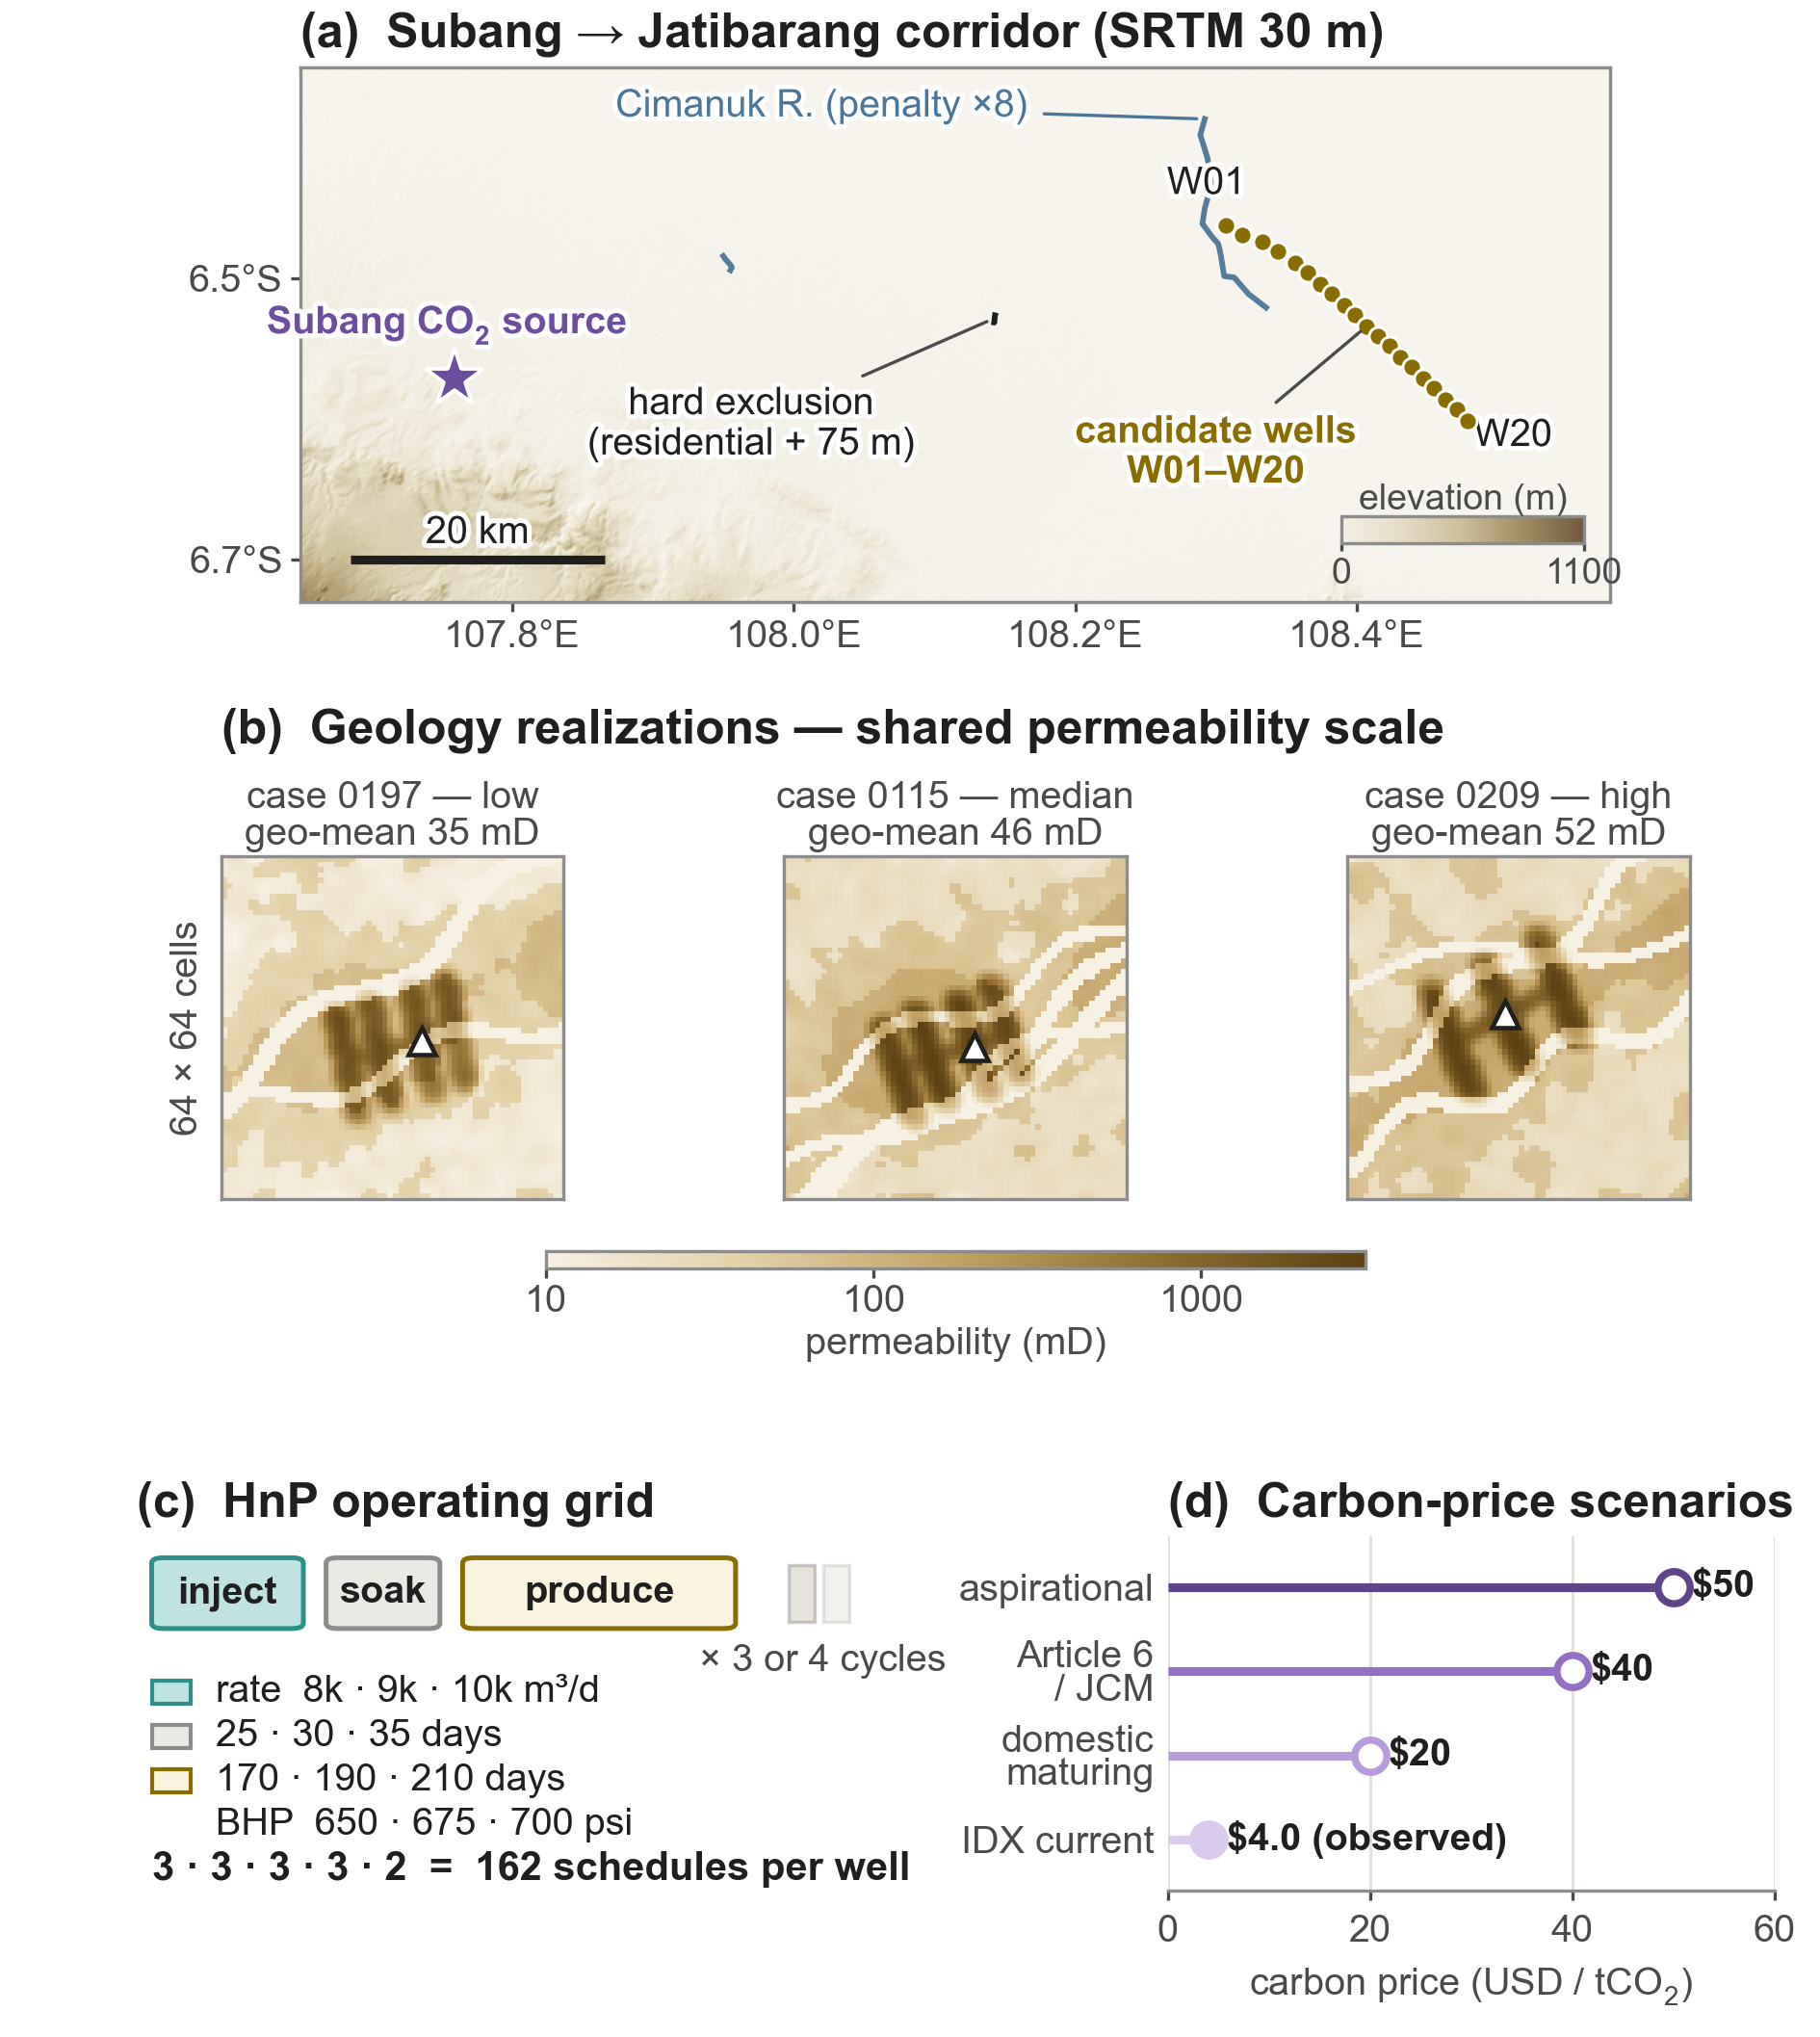 (a) Subang → Jatibarang corridor (SRTM 30 m)
Cimanuk R. (penalty ×8)
W01
6.5°S
Subang CO₂ source
hard exclusion
(residential + 75 m)
candidate wells
W01–W20
W20
elevation (m)
0 1100
20 km
6.7°S
107.8°E 108.0°E 108.2°E 108.4°E
(b) Geology realizations — shared permeability scale
case 0197 — low
geo-mean 35 mD
case 0115 — median
geo-mean 46 mD
case 0209 — high
geo-mean 52 mD
64 × 64 cells
10 100 1000
permeability (mD)
(c) HnP operating grid
inject soak produce
× 3 or 4 cycles
rate 8k · 9k · 10k m³/d
25 · 30 · 35 days
170 · 190 · 210 days
BHP 650 · 675 · 700 psi
3 · 3 · 3 · 3 · 2 = 162 schedules per well
(d) Carbon-price scenarios
aspirational $50
Article 6
/ JCM
$40
domestic
maturing
$20
IDX current $4.0 (observed)
0 20 40 60
carbon price (USD / tCO₂)